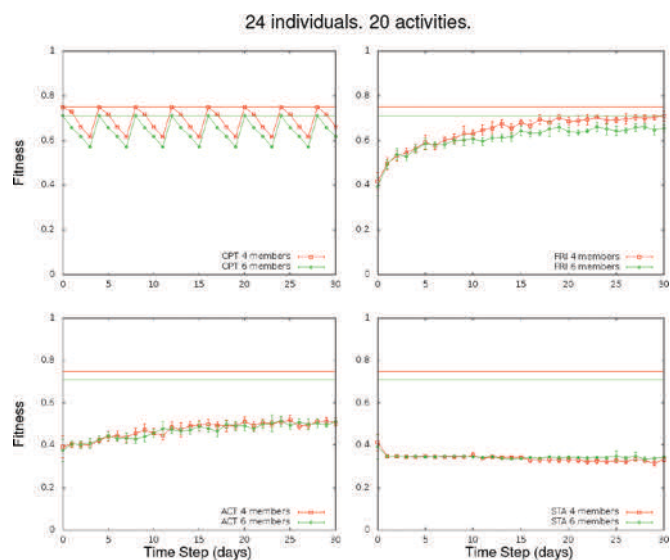 24 individuals. 20 activities.
Fitness
1
0.8
0.6
0.4
0.2
0
0 5 10 15 20 25 30
OPT 4 members
OPT 6 members
1
0.8
0.6
0.4
0.2
0
0 5 10 15 20 25 30
FRI 4 members
FRI 6 members
Fitness
1
0.8
0.6
0.4
0.2
0
0 5 10 15 20 25 30
ACT 4 members
ACT 6 members
Time Step (days)
1
0.8
0.6
0.4
0.2
0
0 5 10 15 20 25 30
STA 4 members
STA 6 members
Time Step (days)